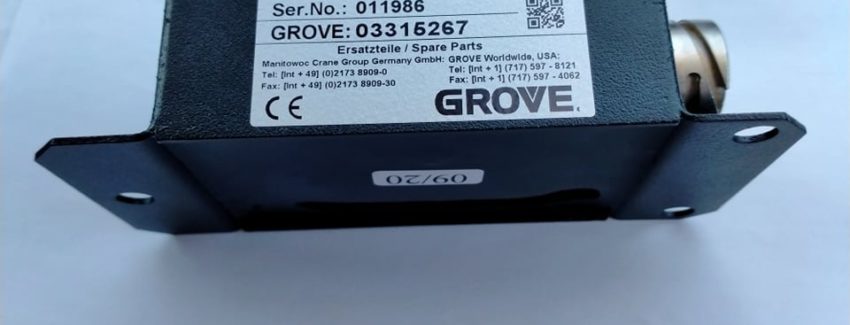 Ser.No.: 011986
GROVE: 03315267
Ersatzteile / Spare Parts
Manitowoc Crane Group Germany GmbH: GROVE Worldwide, USA:
Tel: [Int + 49] (0)2173 8909-0 Tel: [Int + 1] (717) 597 - 8121
Fax: [Int + 49] (0)2173 8909-30 Fax: [Int + 1] (717) 597 - 4062
CE GROVE
09/20